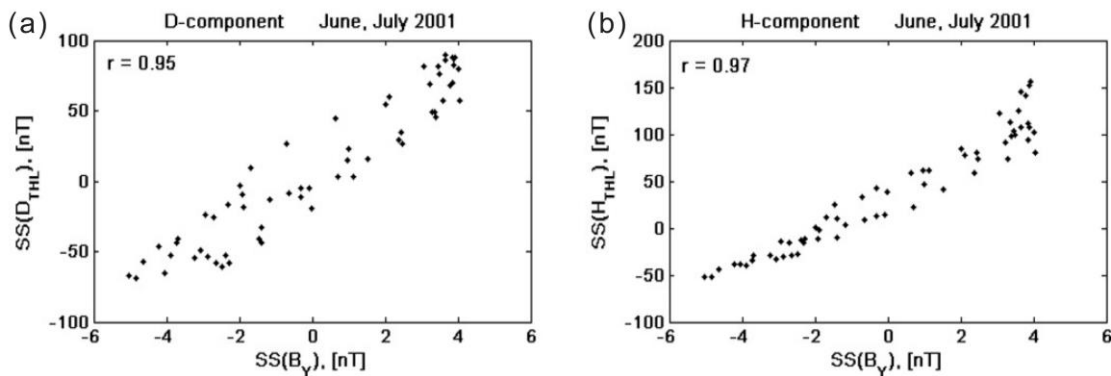 (a)
D-component June, July 2001
r = 0.95
100
50
0
-50
-100
SS(D_THL), [nT]
-6 -4 -2 0 2 4 6
SS(B_Y), [nT]
(b)
H-component June, July 2001
r = 0.97
200
150
100
50
0
-50
-100
SS(H_THL), [nT]
-6 -4 -2 0 2 4 6
SS(B_Y), [nT]